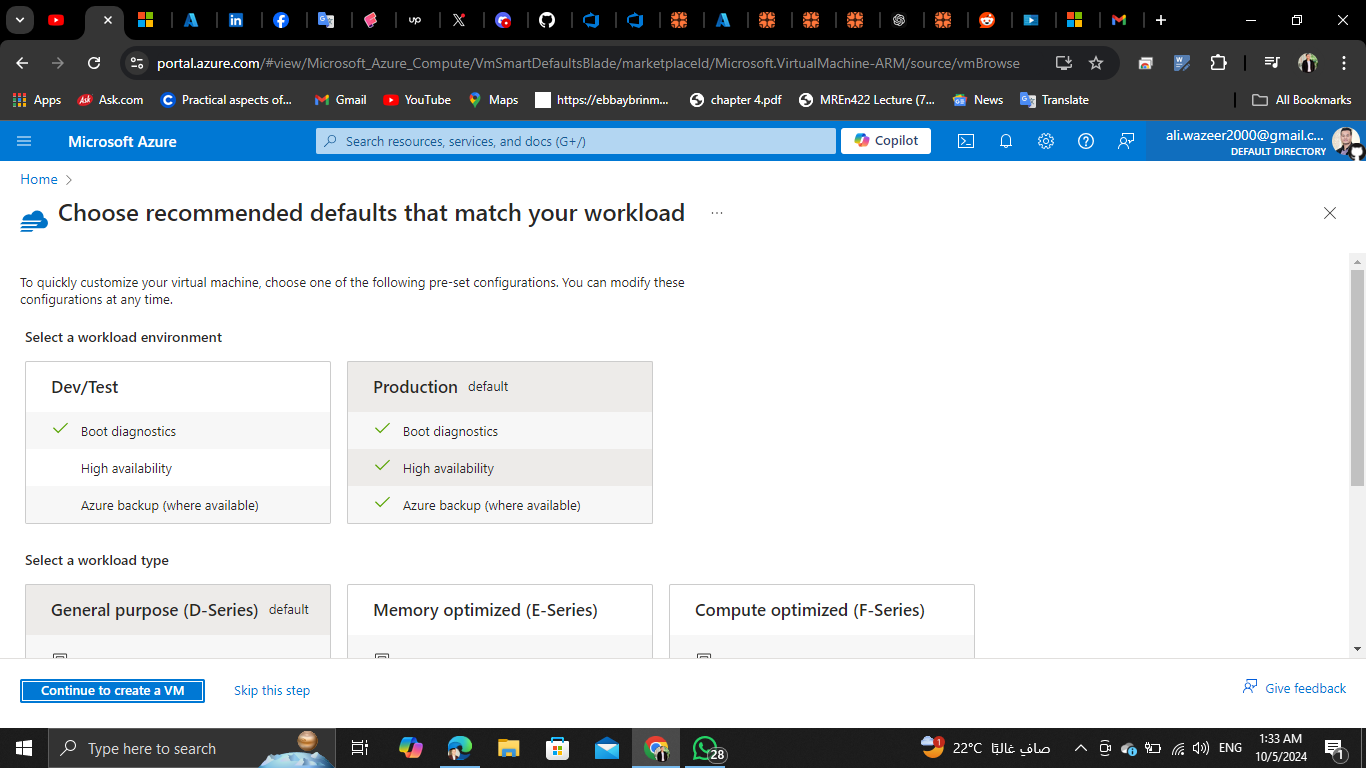 portal.azure.com/#view/Microsoft_Azure_Compute/VmSmartDefaultsBlade/marketplaceId/Microsoft.VirtualMachine-ARM/source/vmBrowse
Apps Ask Ask.com Practical aspects of... Gmail YouTube Maps https://ebbaybrinm... chapter 4.pdf MREn422 Lecture (7... News Translate All Bookmarks
Microsoft Azure Search resources, services, and docs (G+/) Copilot ali.wazeer2000@gmail.c...
DEFAULT DIRECTORY
Home
Choose recommended defaults that match your workload ...
To quickly customize your virtual machine, choose one of the following pre-set configurations. You can modify these
configurations at any time.
Select a workload environment
Dev/Test Production default
Boot diagnostics Boot diagnostics
High availability High availability
Azure backup (where available) Azure backup (where available)
Select a workload type
General purpose (D-Series) default Memory optimized (E-Series) Compute optimized (F-Series)
Continue to create a VM Skip this step Give feedback
Type here to search 28 1 22°C صافٍ غالبًا ENG 1:33 AM
10/5/2024 1